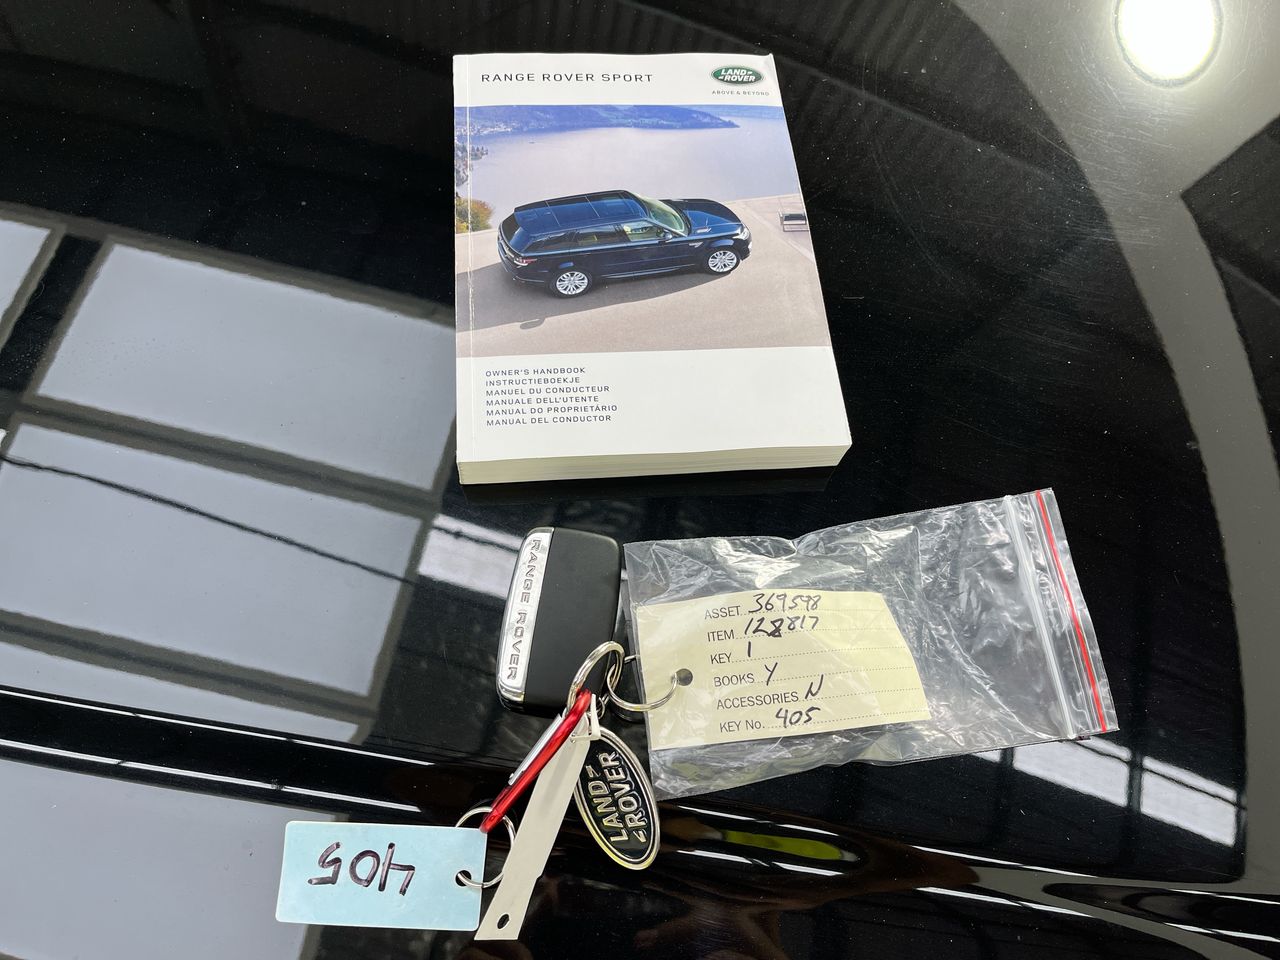 RANGE ROVER SPORT
LAND-
-ROVER
ABOVE & BEYOND
OWNER'S HANDBOOK
INSTRUCTIEBOEKJE
MANUEL DU CONDUCTEUR
MANUALE DELL'UTENTE
MANUAL DO PROPRIETÁRIO
MANUAL DEL CONDUCTOR
RANGE ROVER
ASSET 369598
ITEM 128817
KEY 1
BOOKS Y
ACCESSORIES N
KEY No. 405
LAND-
-ROVER
405